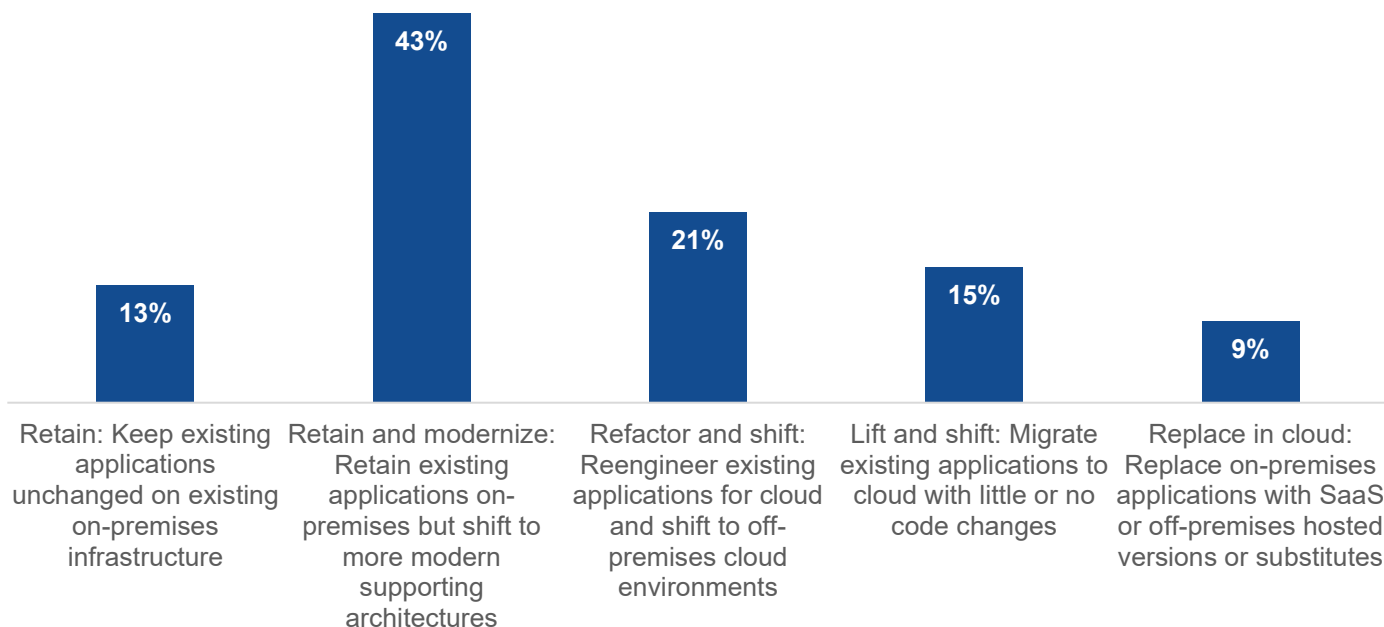 43%
21%
15%
13%
9%
Retain: Keep existing
applications
unchanged on existing
on-premises
infrastructure
Retain and modernize:
Retain existing
applications on-
premises but shift to
more modern
supporting
architectures
Refactor and shift:
Reengineer existing
applications for cloud
and shift to off-
premises cloud
environments
Lift and shift: Migrate
existing applications to
cloud with little or no
code changes
Replace in cloud:
Replace on-premises
applications with SaaS
or off-premises hosted
versions or substitutes